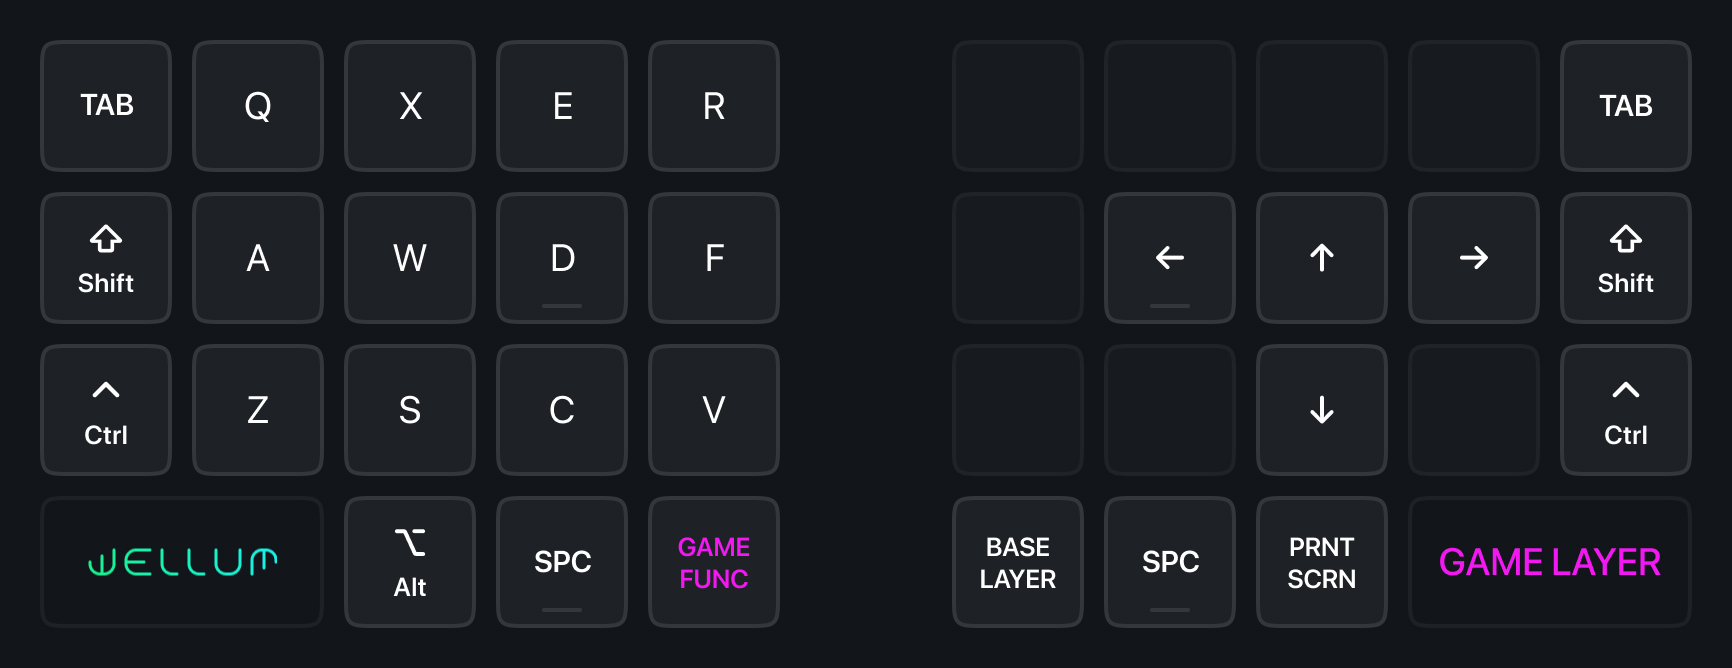 TAB Q X E R TAB
Shift A W D F ← ↑ → Shift
Ctrl Z S C V ↓ Ctrl
WELLUM Alt SPC GAME FUNC BASE LAYER SPC PRNT SCRN GAME LAYER